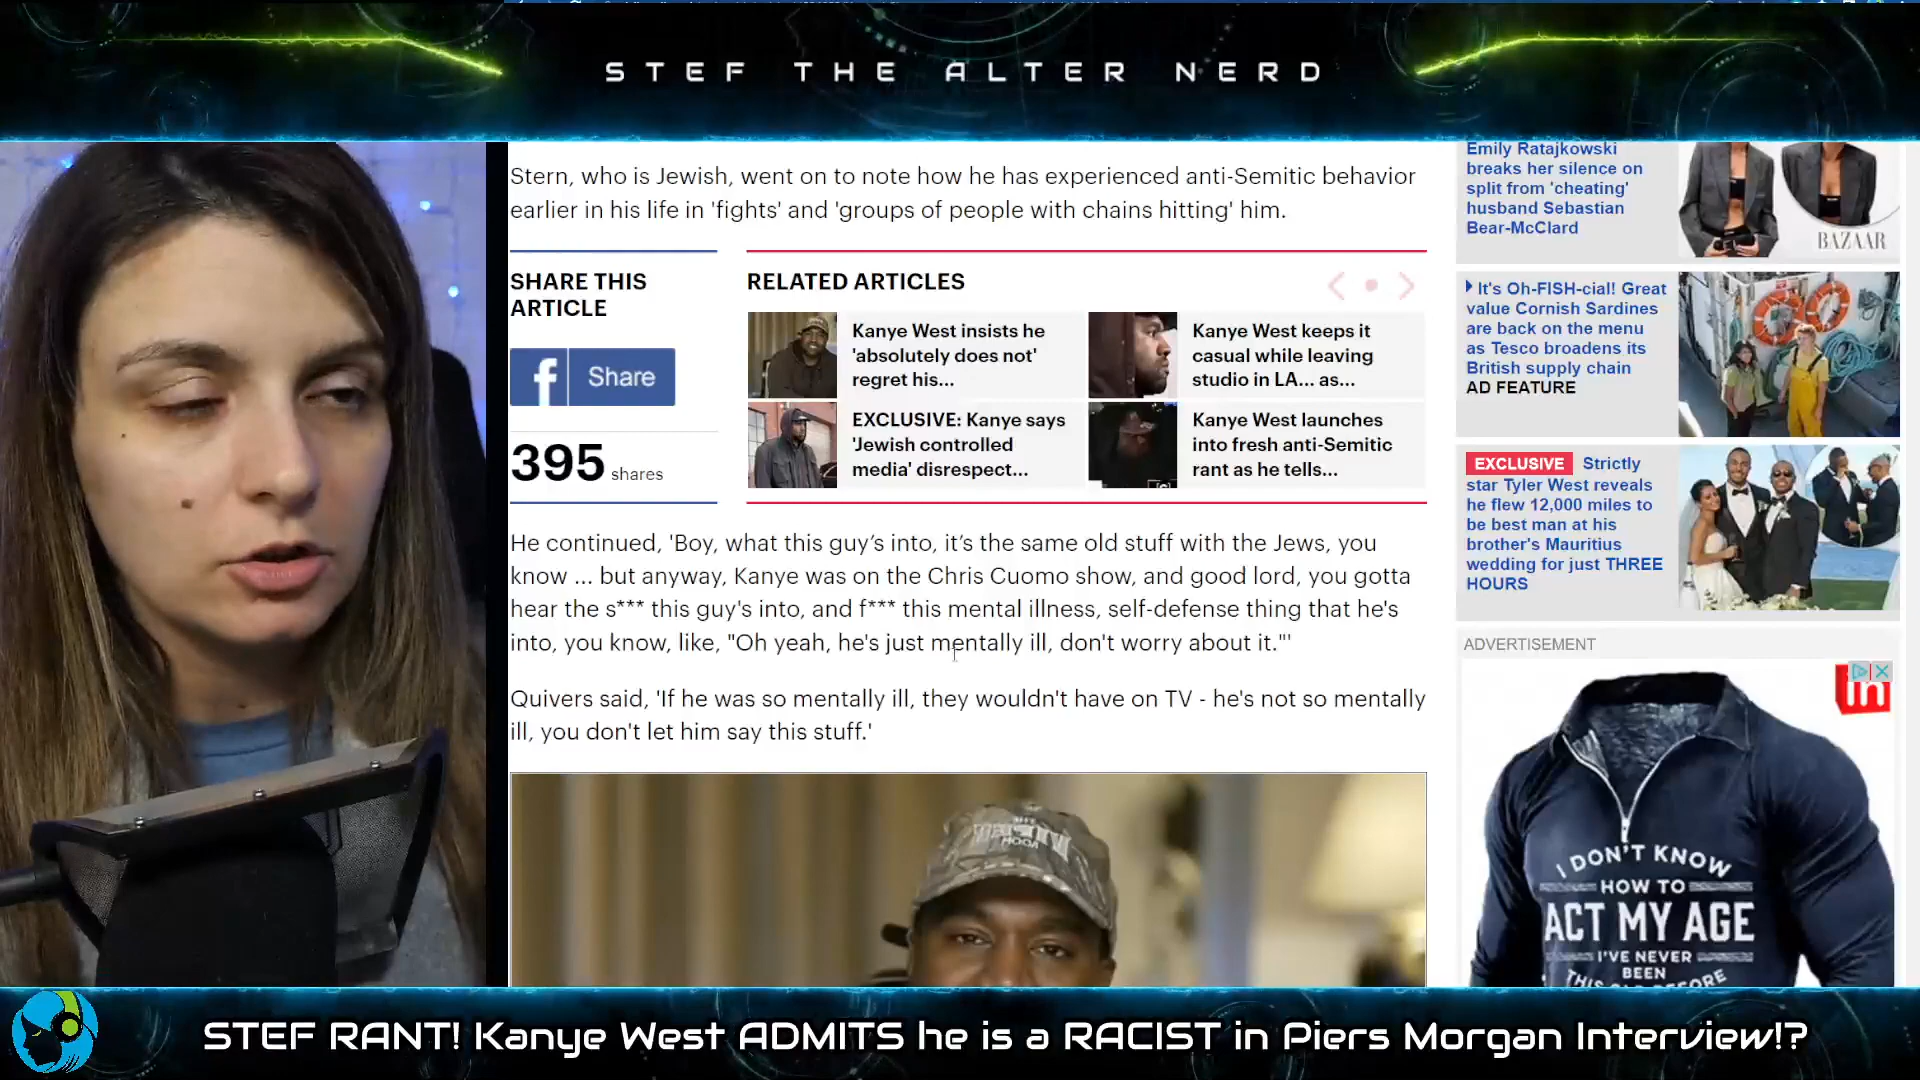 STEF THE ALTER NERD
Stern, who is Jewish, went on to note how he has experienced anti-Semitic behavior
earlier in his life in 'fights' and 'groups of people with chains hitting' him.
SHARE THIS
ARTICLE
f Share
395 shares
RELATED ARTICLES
Kanye West insists he
'absolutely does not'
regret his...
Kanye West keeps it
casual while leaving
studio in LA... as...
EXCLUSIVE: Kanye says
'Jewish controlled
media' disrespect...
Kanye West launches
into fresh anti-Semitic
rant as he tells...
He continued, 'Boy, what this guy's into, it's the same old stuff with the Jews, you
know ... but anyway, Kanye was on the Chris Cuomo show, and good lord, you gotta
hear the s*** this guy's into, and f*** this mental illness, self-defense thing that he's
into, you know, like, "Oh yeah, he's just mentally ill, don't worry about it."'
Quivers said, 'If he was so mentally ill, they wouldn't have on TV - he's not so mentally
ill, you don't let him say this stuff.'
Emily Ratajkowski
breaks her silence on
split from 'cheating'
husband Sebastian
Bear-McClard
BAZAAR
It's Oh-FISH-cial! Great
value Cornish Sardines
are back on the menu
as Tesco broadens its
British supply chain
AD FEATURE
EXCLUSIVE Strictly
star Tyler West reveals
he flew 12,000 miles to
be best man at his
brother's Mauritius
wedding for just THREE
HOURS
ADVERTISEMENT
in
I DON'T KNOW
HOW TO
ACT MY AGE
I'VE NEVER
BEEN
THIS OLD BEFORE
STEF RANT! Kanye West ADMITS he is a RACIST in Piers Morgan Interview!?